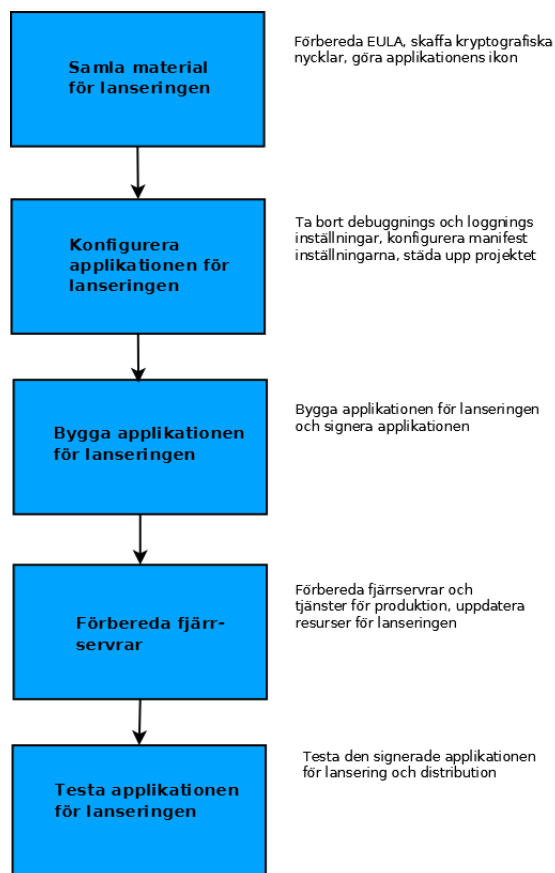 Samla material
för lanseringen
Förbereda EULA, skaffa kryptografiska
nycklar, göra applikationens ikon
Konfigurera
applikationen för
lanseringen
Ta bort debuggnings och loggnings
inställningar, konfigurera manifest
inställningarna, städa upp projektet
Bygga applikationen
för lanseringen
Bygga applikationen för lanseringen
och signera applikationen
Förbereda fjärr-
servrar
Förbereda fjärrservrar och
tjänster för produktion, uppdatera
resurser för lanseringen
Testa applikationen
för lanseringen
Testa den signerade applikationen
för lansering och distribution